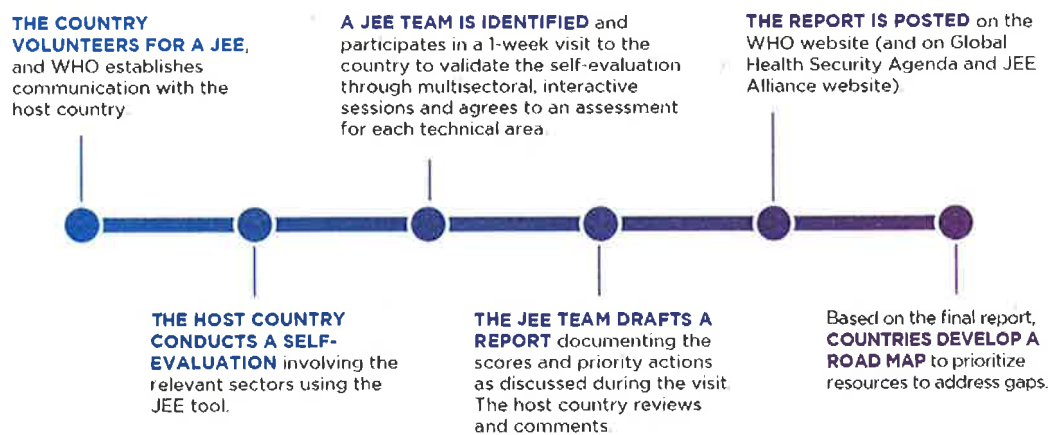 THE COUNTRY
VOLUNTEERS FOR A JEE,
and WHO establishes
communication with the
host country.
THE HOST COUNTRY
CONDUCTS A SELF-
EVALUATION involving the
relevant sectors using the
JEE tool.
A JEE TEAM IS IDENTIFIED and
participates in a 1-week visit to the
country to validate the self-evaluation
through multisectoral, interactive
sessions and agrees to an assessment
for each technical area.
THE JEE TEAM DRAFTS A
REPORT documenting the
scores and priority actions
as discussed during the visit.
The host country reviews
and comments.
THE REPORT IS POSTED on the
WHO website (and on Global
Health Security Agenda and JEE
Alliance website).
Based on the final report,
COUNTRIES DEVELOP A
ROAD MAP to prioritize
resources to address gaps.